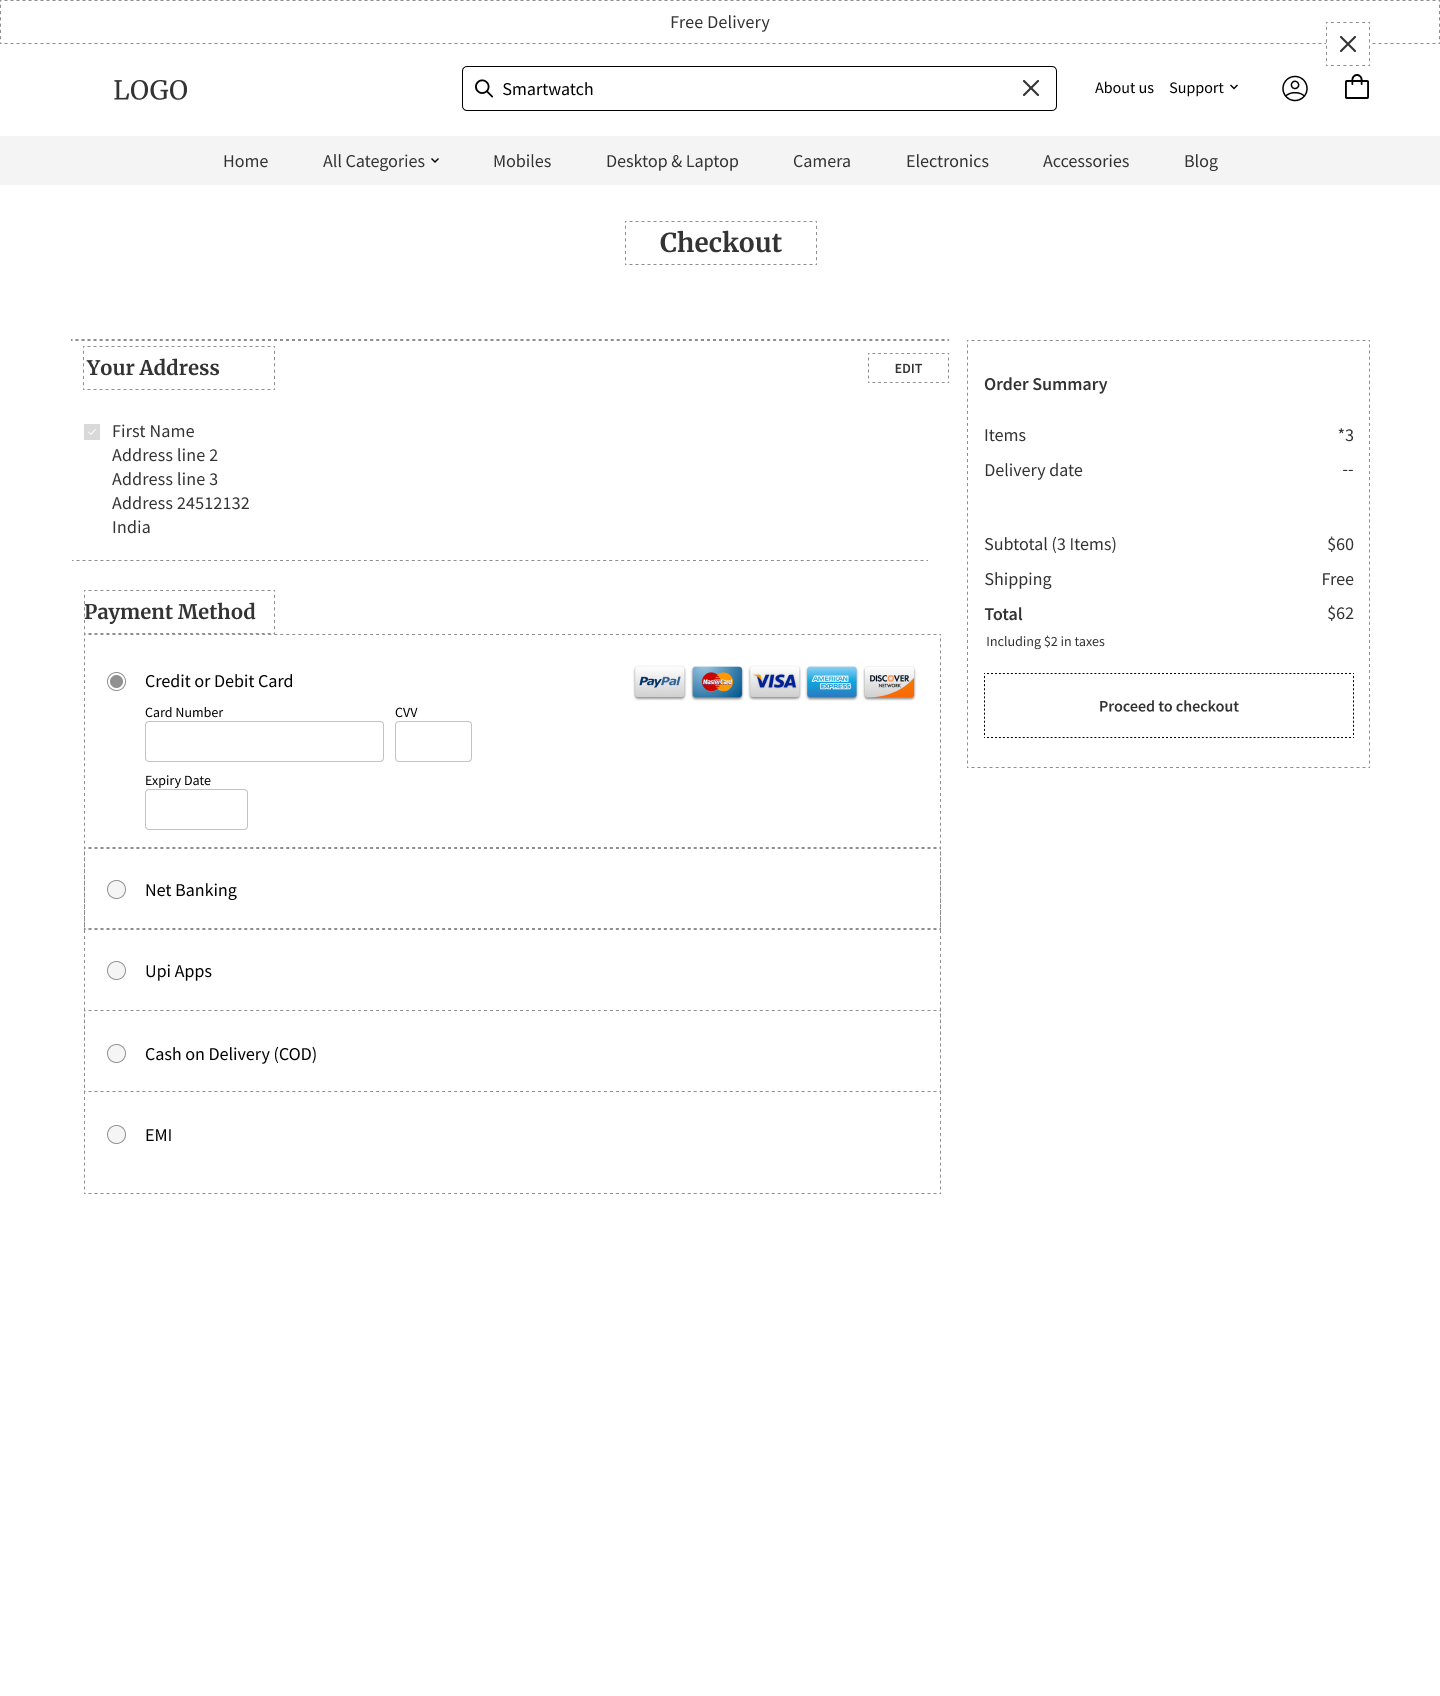 Free Delivery
LOGO
Smartwatch
About us
Support
Home
All Categories
Mobiles
Desktop & Laptop
Camera
Electronics
Accessories
Blog
Checkout
Your Address
EDIT
First Name
Address line 2
Address line 3
Address 24512132
India
Payment Method
Credit or Debit Card
PayPal
MasterCard
VISA
AMERICAN
EXPRESS
DISCOVER
NETWORK
Card Number
CVV
Expiry Date
Net Banking
Upi Apps
Cash on Delivery (COD)
EMI
Order Summary
Items *3
Delivery date --
Subtotal (3 Items) $60
Shipping Free
Total $62
Including $2 in taxes
Proceed to checkout